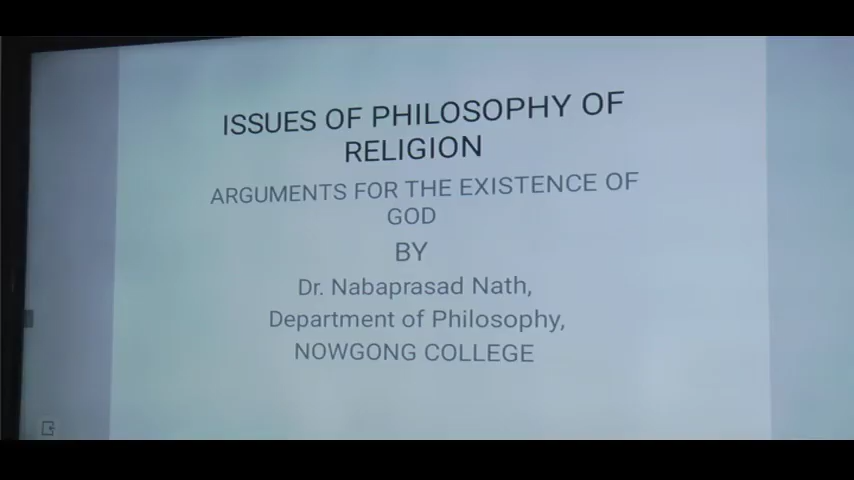 ISSUES OF PHILOSOPHY OF
RELIGION
ARGUMENTS FOR THE EXISTENCE OF
GOD
BY
Dr. Nabaprasad Nath,
Department of Philosophy,
NOWGONG COLLEGE